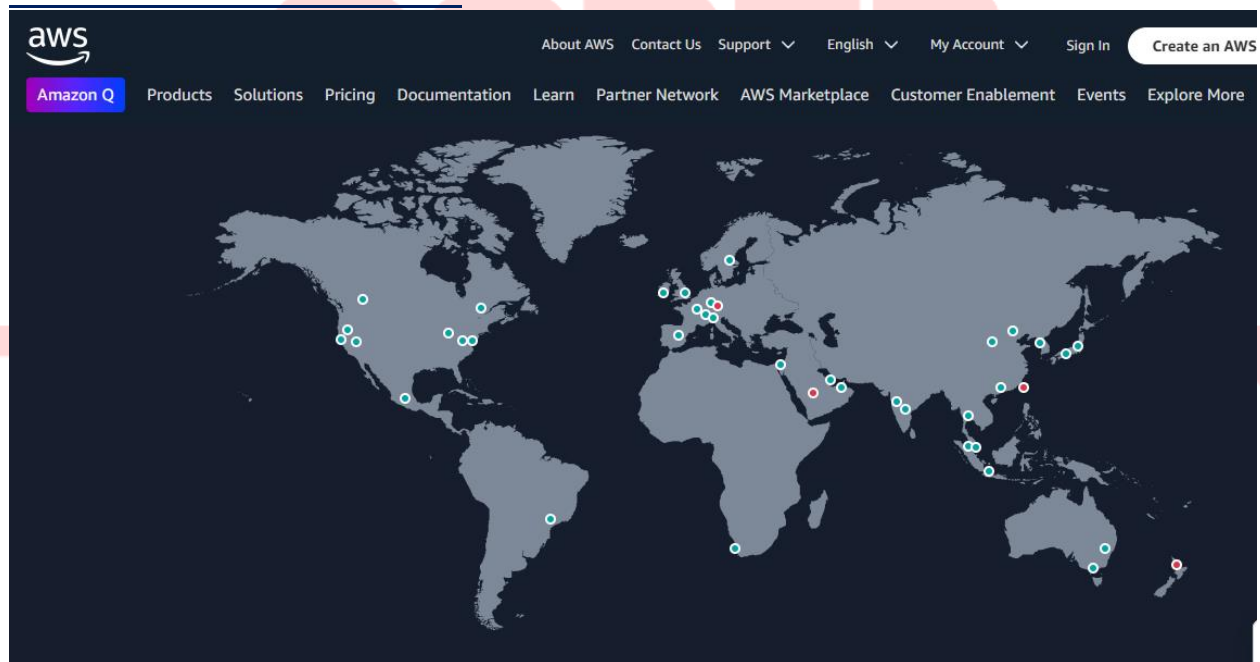 aws
About AWS Contact Us Support English My Account Sign In Create an AWS
Amazon Q Products Solutions Pricing Documentation Learn Partner Network AWS Marketplace Customer Enablement Events Explore More